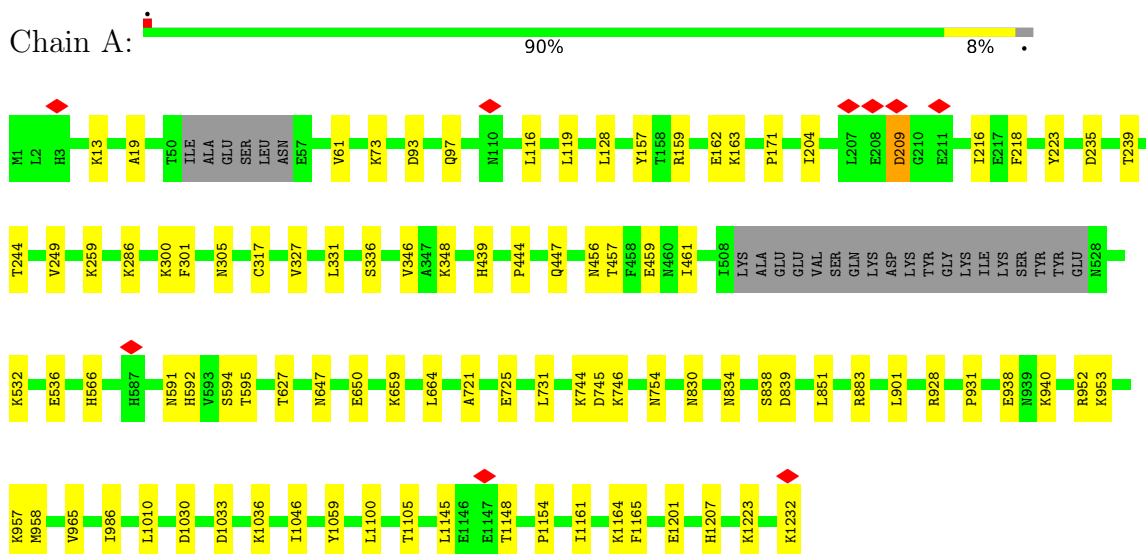 Chain A:
90% 8%
M1 L2 H3 K13 A19 T50 ILE ALA GLU SER LEU ASN E57 V61 K73 D93 Q97 N110 L116 L119 L128 Y157 T158 R159 E162 K163 P171 I204 L207 E208 D209 G210 E211 I216 E217 F218 Y223 D235 T239
T244 V249 K259 K286 K300 F301 N305 C317 V327 L331 S336 V346 A347 K348 H439 P444 Q447 N456 T457 F458 E459 N460 I461 I508 LYS ALA GLU GLU VAL SER GLN LYS ASP LYS TYR GLY LYS ILE LYS SER TYR TYR GLU N528
K532 E536 H566 H587 N591 H592 V593 S594 T595 T627 N647 E650 K659 L664 A721 E725 L731 K744 D745 K746 N754 N830 N834 S838 D839 L851 R883 L901 R928 P931 E938 N939 K940 R952 K953
K957 M958 V965 I986 L1010 D1030 D1033 K1036 I1046 Y1059 L1100 T1105 L1145 E1146 E1147 T1148 P1154 I1161 K1164 F1165 E1201 H1207 K1223 K1232